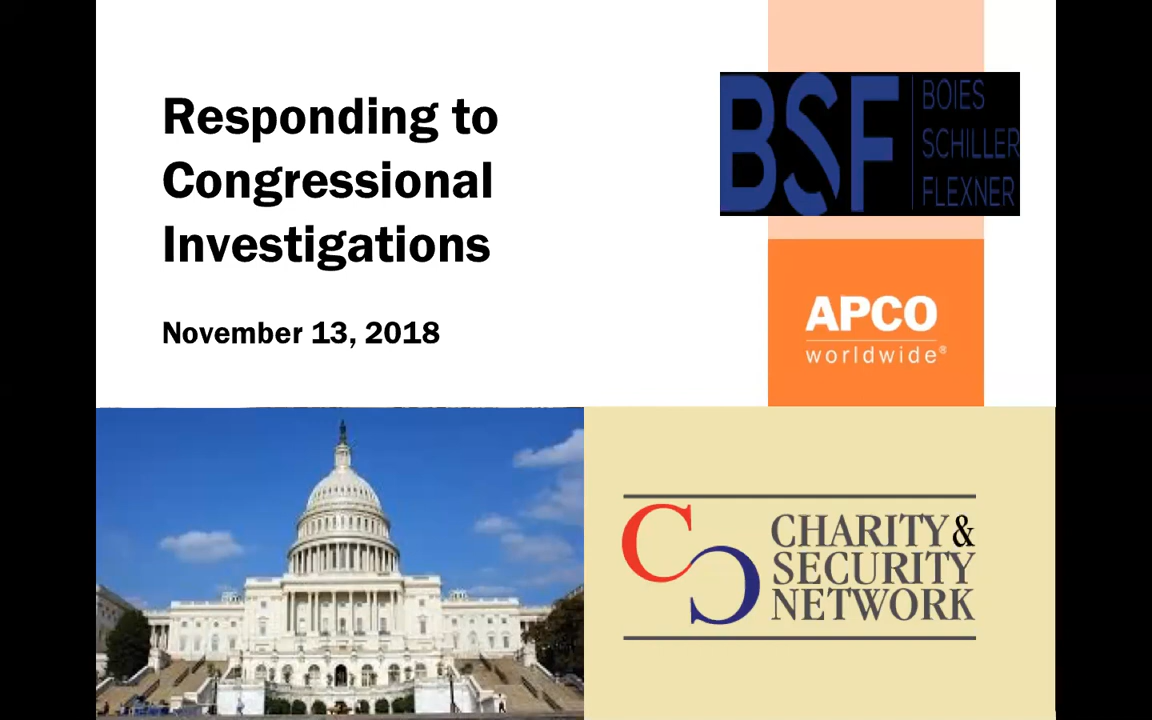 Responding to
Congressional
Investigations
November 13, 2018
BSF
BOIES
SCHILLER
FLEXNER
APCO
worldwide®
CHARITY&
SECURITY
NETWORK